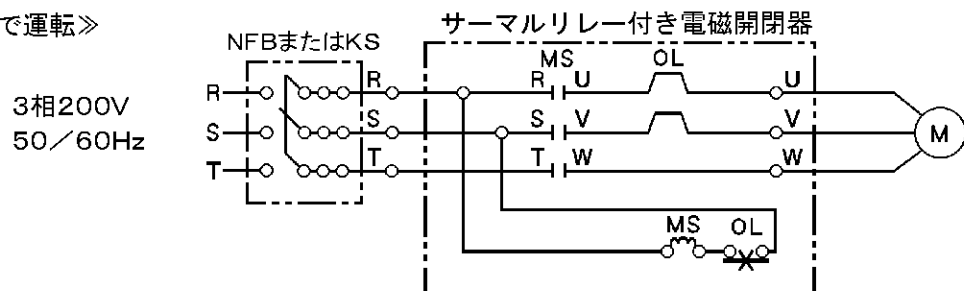 で運転≫
サーマルリレー付き電磁開閉器
NFBまたはKS
MS OL
R R R U U
3相200V
S S S V V M
50/60Hz
T T T W W
MS OL